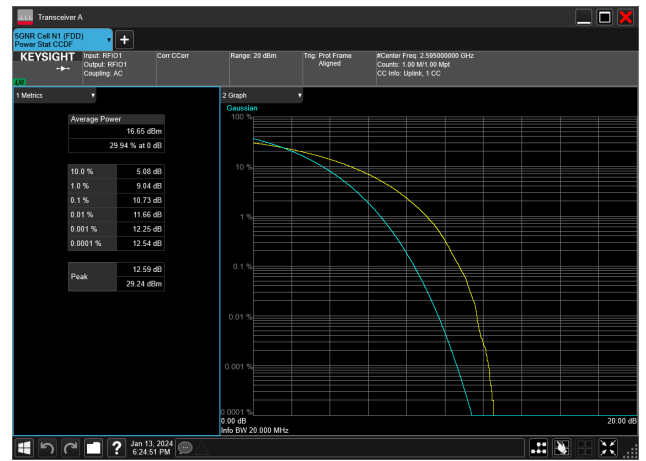 Transceiver A
5GNR Cell N1 (FDD)
Power Stat CCDF
KEYSIGHT
LXI
Input: RFIO1
Output: RFIO1
Coupling: AC
Corr CCorr
Range: 20 dBm
Trig: Prot Frame
Aligned
#Center Freq: 2.595000000 GHz
Counts: 1.00 M/1.00 Mpt
CC Info: Uplink, 1 CC
1 Metrics
Average Power
16.65 dBm
29.94 % at 0 dB
10.0 % 5.08 dB
1.0 % 9.04 dB
0.1 % 10.73 dB
0.01 % 11.66 dB
0.001 % 12.25 dB
0.0001 % 12.54 dB
Peak
12.59 dB
29.24 dBm
2 Graph
Gaussian
100 %
10 %
1 %
0.1 %
0.01 %
0.001 %
0.0001 %
0.00 dB 20.00 dB
Info BW 20.000 MHz
Jan 13, 2024
6:24:51 PM